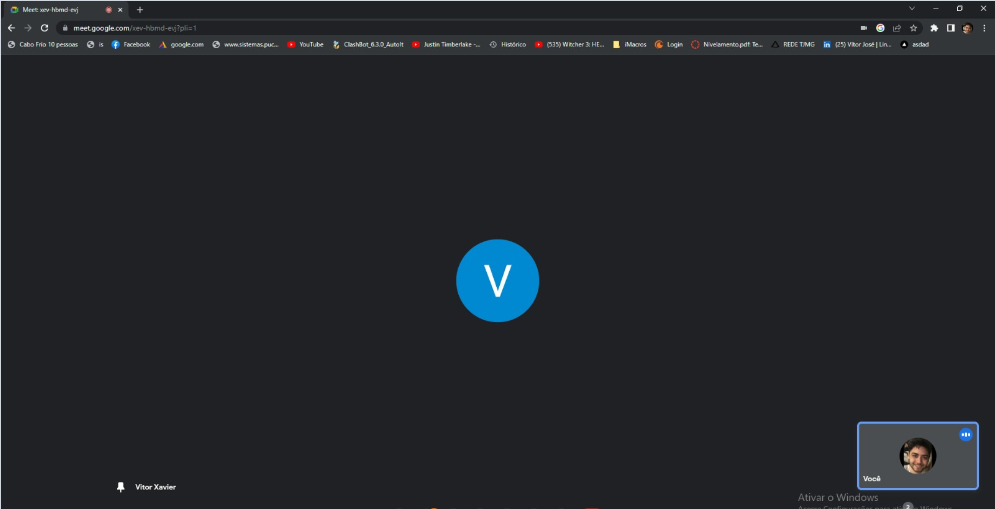 Meet: xev-hbmd-evj
meet.google.com/xev-hbmd-evj?pli=1
Cabo Frio 10 pessoas is Facebook google.com www.sistemas.puc... YouTube ClashBot_6.3.0_AutoIt Justin Timberlake -... Histórico (535) Witcher 3: HE... iMacros Login Nivelamento.pdf: Te... REDE TJMG (25) Vitor José | Lin... asdad
V
Você
Vitor Xavier
Ativar o Windows